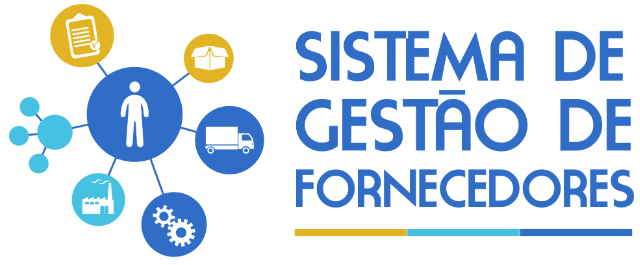 SISTEMA DE
GESTÃO DE
FORNECEDORES